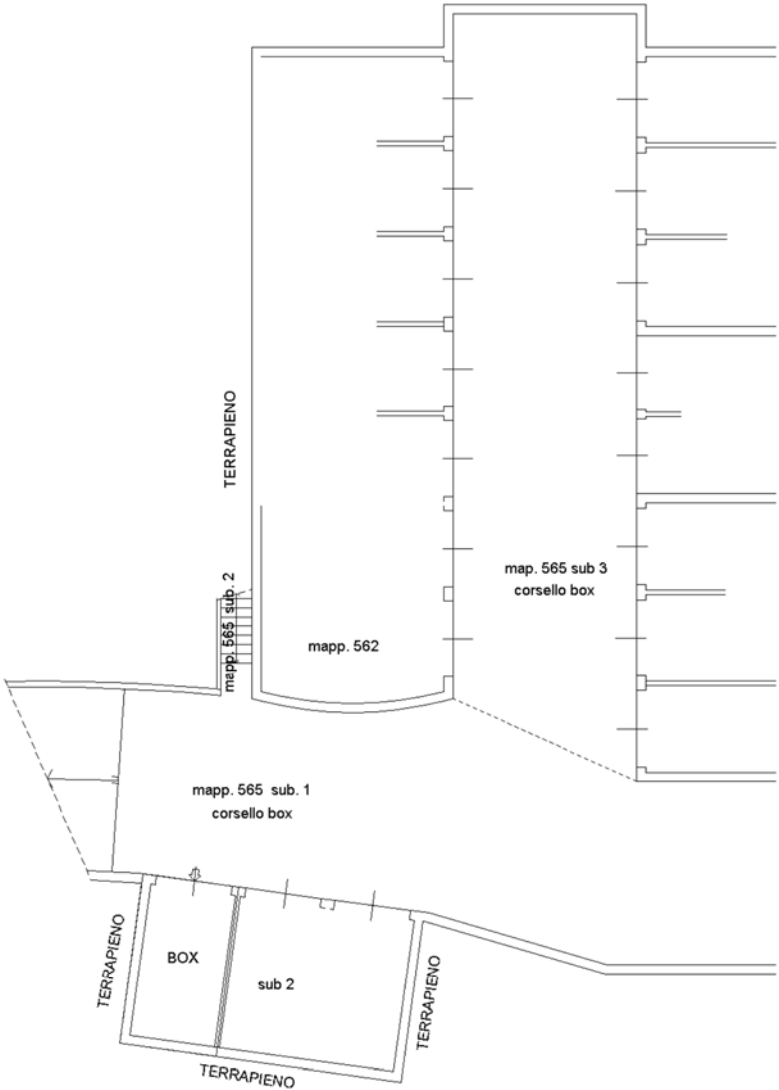 TERRAPIENO
map. 565 sub 3
corsello box
mapp. 565 sub. 2
mapp. 562
mapp. 565 sub. 1
corsello box
TERRAPIENO
BOX
sub 2
TERRAPIENO
TERRAPIENO